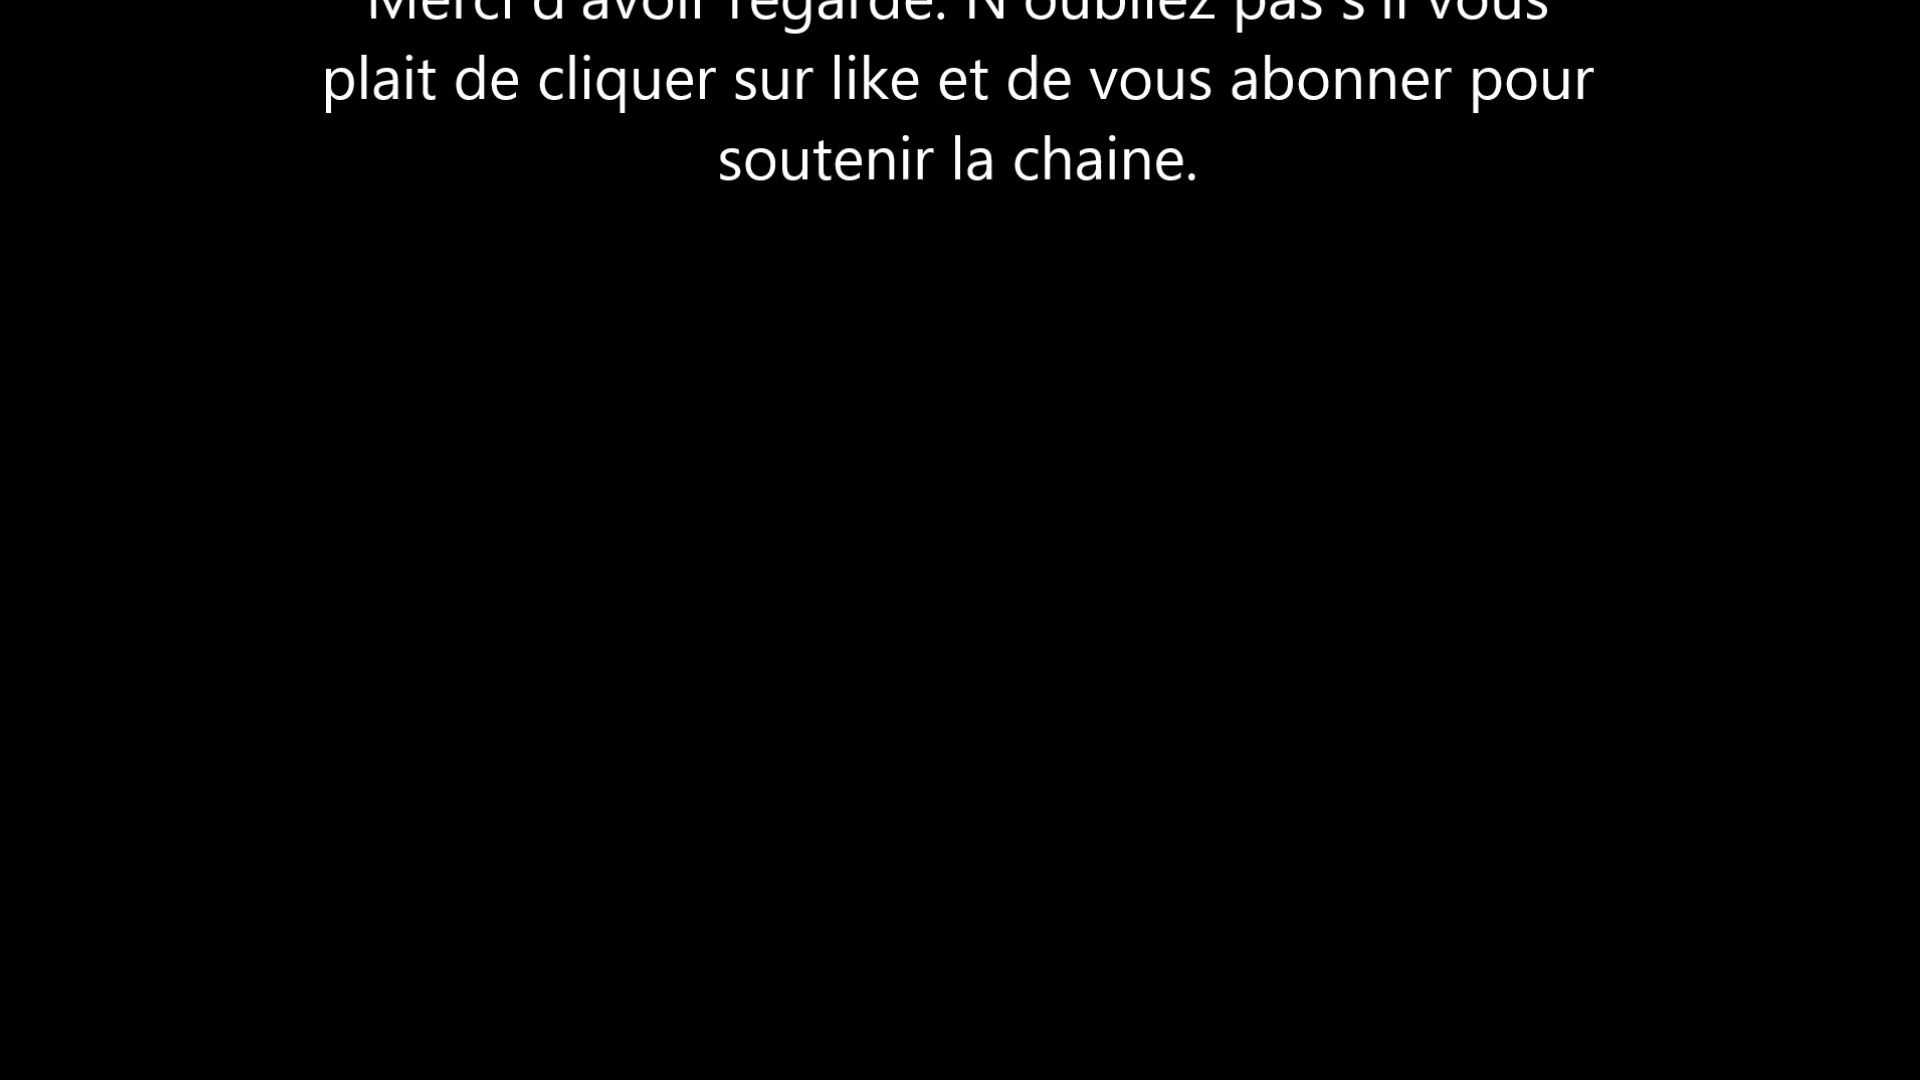 Merci d'avoir regardé. N'oubliez pas s'il vous
plait de cliquer sur like et de vous abonner pour
soutenir la chaine.